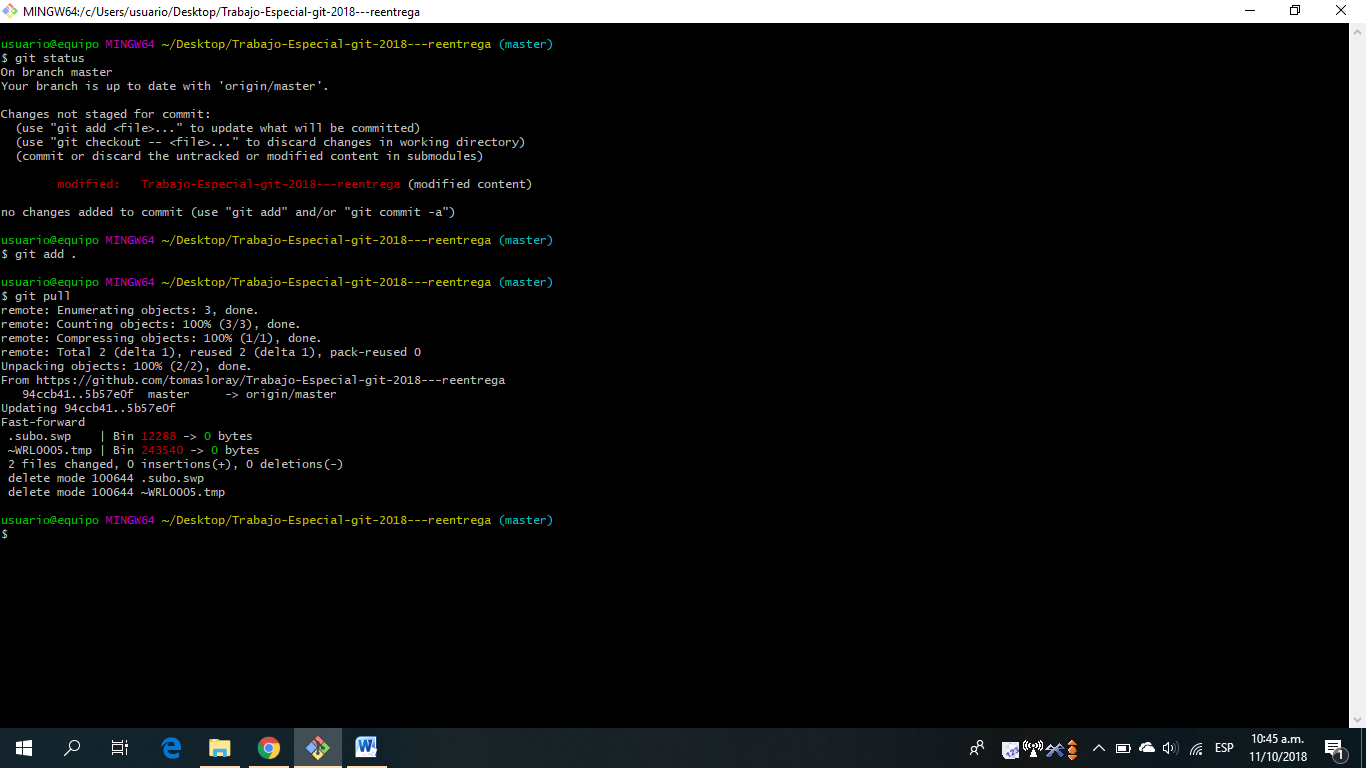 MINGW64:/c/Users/usuario/Desktop/Trabajo-Especial-git-2018---reentrega
usuario@equipo MINGW64 ~/Desktop/Trabajo-Especial-git-2018---reentrega (master)
$ git status
On branch master
Your branch is up to date with 'origin/master'.
Changes not staged for commit:
  (use "git add <file>..." to update what will be committed)
  (use "git checkout -- <file>..." to discard changes in working directory)
  (commit or discard the untracked or modified content in submodules)
        modified:   Trabajo-Especial-git-2018---reentrega (modified content)
no changes added to commit (use "git add" and/or "git commit -a")
usuario@equipo MINGW64 ~/Desktop/Trabajo-Especial-git-2018---reentrega (master)
$ git add .
usuario@equipo MINGW64 ~/Desktop/Trabajo-Especial-git-2018---reentrega (master)
$ git pull
remote: Enumerating objects: 3, done.
remote: Counting objects: 100% (3/3), done.
remote: Compressing objects: 100% (1/1), done.
remote: Total 2 (delta 1), reused 2 (delta 1), pack-reused 0
Unpacking objects: 100% (2/2), done.
From https://github.com/tomasloray/Trabajo-Especial-git-2018---reentrega
   94ccb41..5b57e0f  master     -> origin/master
Updating 94ccb41..5b57e0f
Fast-forward
 .subo.swp    | Bin 12288 -> 0 bytes
 ~WRL0005.tmp | Bin 243540 -> 0 bytes
 2 files changed, 0 insertions(+), 0 deletions(-)
 delete mode 100644 .subo.swp
 delete mode 100644 ~WRL0005.tmp
usuario@equipo MINGW64 ~/Desktop/Trabajo-Especial-git-2018---reentrega (master)
$
ESP
10:45 a.m.
11/10/2018
1